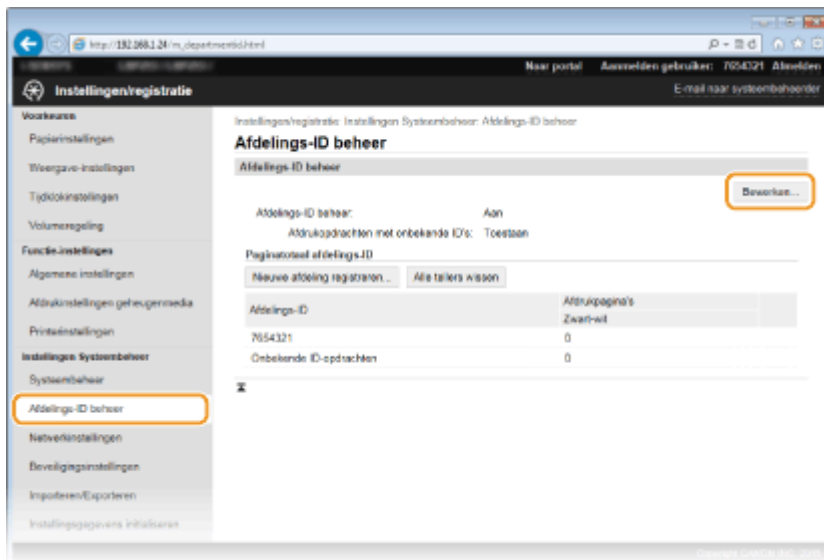 http://192.168.1.24/m_departmentid.html
Naar portal Aanmelden gebruiker: 7654321 Afmelden
Instellingen/registratie
E-mail naar systeembeheerder
Voorkeuren
Papierinstellingen
Weergave-instellingen
Tijdklokinstellingen
Volumeregeling
Functie-instellingen
Algemene instellingen
Afdrukinstellingen geheugenmedia
Printerinstellingen
Instellingen Systeembeheer
Systeembeheer
Afdelings-ID beheer
Netwerkinstellingen
Beveiligingsinstellingen
Importeren/Exporteren
Instellingsgegevens initialiseren
Instellingen/registratie: Instellingen Systeembeheer: Afdelings-ID beheer
Afdelings-ID beheer
Afdelings-ID beheer
Bewerken...
Afdelings-ID beheer: Aan
Afdrukopdrachten met onbekende ID's: Toestaan
Paginatotaal afdelings-ID
Nieuwe afdeling registreren... Alle tellers wissen
Afdelings-ID Afdrukpagina's
Zwart-wit
7654321 0
Onbekende ID-opdrachten 0
Copyright CANON INC.